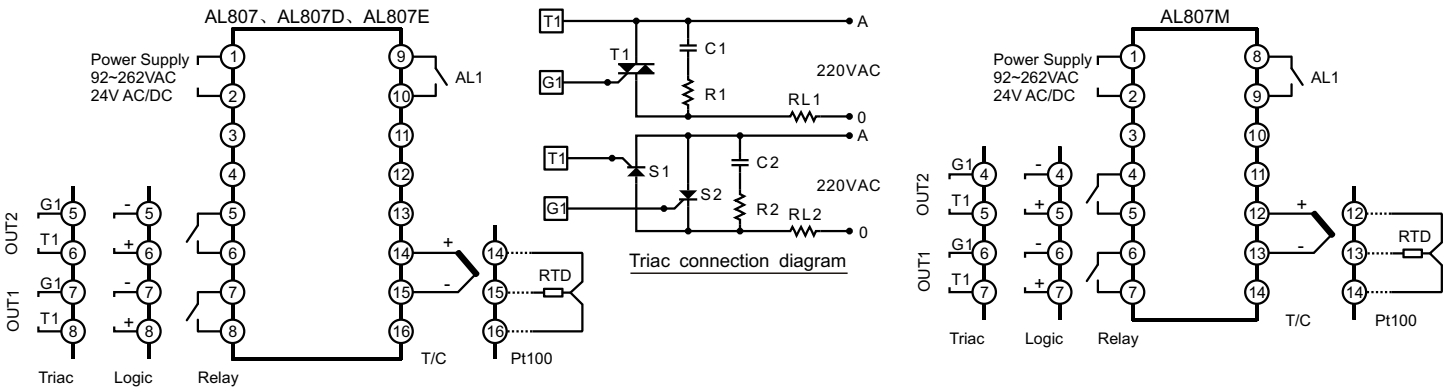 AL807、AL807D、AL807E
Power Supply
92~262VAC
24V AC/DC
1
2
3
4
5
6
7
8
9
10
11
12
13
14
15
16
AL1
OUT2
OUT1
G1 5
T1 6
G1 7
T1 8
- 5
+ 6
- 7
+ 8
+
-
14
15
16
RTD
T/C
Pt100
Triac
Logic
Relay
T1
G1
T1
C1
R1
RL1
A
220VAC
0
T1
G1
S1
S2
C2
R2
RL2
A
220VAC
0
Triac connection diagram
AL807M
Power Supply
92~262VAC
24V AC/DC
1
2
3
4
5
6
7
8
9
10
11
12
13
14
AL1
OUT2
OUT1
G1 4
T1 5
G1 6
T1 7
- 4
+ 5
- 6
+ 7
+
-
12
13
14
RTD
T/C
Pt100
Triac
Logic
Relay